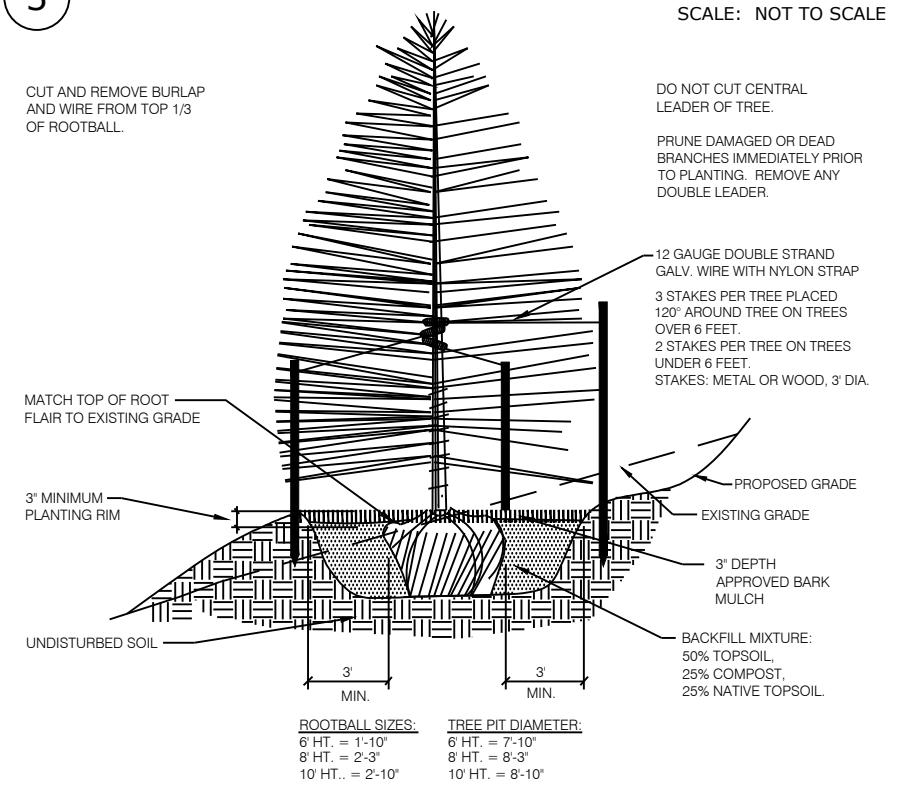 SCALE: NOT TO SCALE
CUT AND REMOVE BURLAP
AND WIRE FROM TOP 1/3
OF ROOTBALL.
DO NOT CUT CENTRAL
LEADER OF TREE.
PRUNE DAMAGED OR DEAD
BRANCHES IMMEDIATELY PRIOR
TO PLANTING. REMOVE ANY
DOUBLE LEADER.
12 GAUGE DOUBLE STRAND
GALV. WIRE WITH NYLON STRAP
3 STAKES PER TREE PLACED
120° AROUND TREE ON TREES
OVER 6 FEET.
2 STAKES PER TREE ON TREES
UNDER 6 FEET.
STAKES: METAL OR WOOD, 3' DIA.
MATCH TOP OF ROOT
FLAIR TO EXISTING GRADE
3" MINIMUM
PLANTING RIM
PROPOSED GRADE
EXISTING GRADE
3" DEPTH
APPROVED BARK
MULCH
UNDISTURBED SOIL
BACKFILL MIXTURE:
50% TOPSOIL,
25% COMPOST,
25% NATIVE TOPSOIL.
3'
MIN.
3'
MIN.
ROOTBALL SIZES:
6' HT. = 1'-10"
8' HT. = 2'-3"
10' HT.. = 2'-10"
TREE PIT DIAMETER:
6' HT. = 7'-10"
8' HT. = 8'-3"
10' HT. = 8'-10"